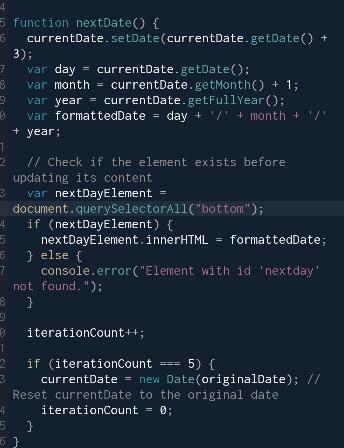 4
5 function nextDate() {
6 currentDate.setDate(currentDate.getDate() +
3);
7 var day = currentDate.getDate();
8 var month = currentDate.getMonth() + 1;
9 var year = currentDate.getFullYear();
0 var formattedDate = day + '/' + month + '/'
+ year;
1
2 // Check if the element exists before
updating its content
3 var nextDayElement =
document.querySelectorAll("bottom");
4 if (nextDayElement) {
5 nextDayElement.innerHTML = formattedDate;
6 } else {
7 console.error("Element with id 'nextday'
not found.");
8 }
9
0 iterationCount++;
1
2 if (iterationCount === 5) {
3 currentDate = new Date(originalDate); //
Reset currentDate to the original date
4 iterationCount = 0;
5 }
6 }